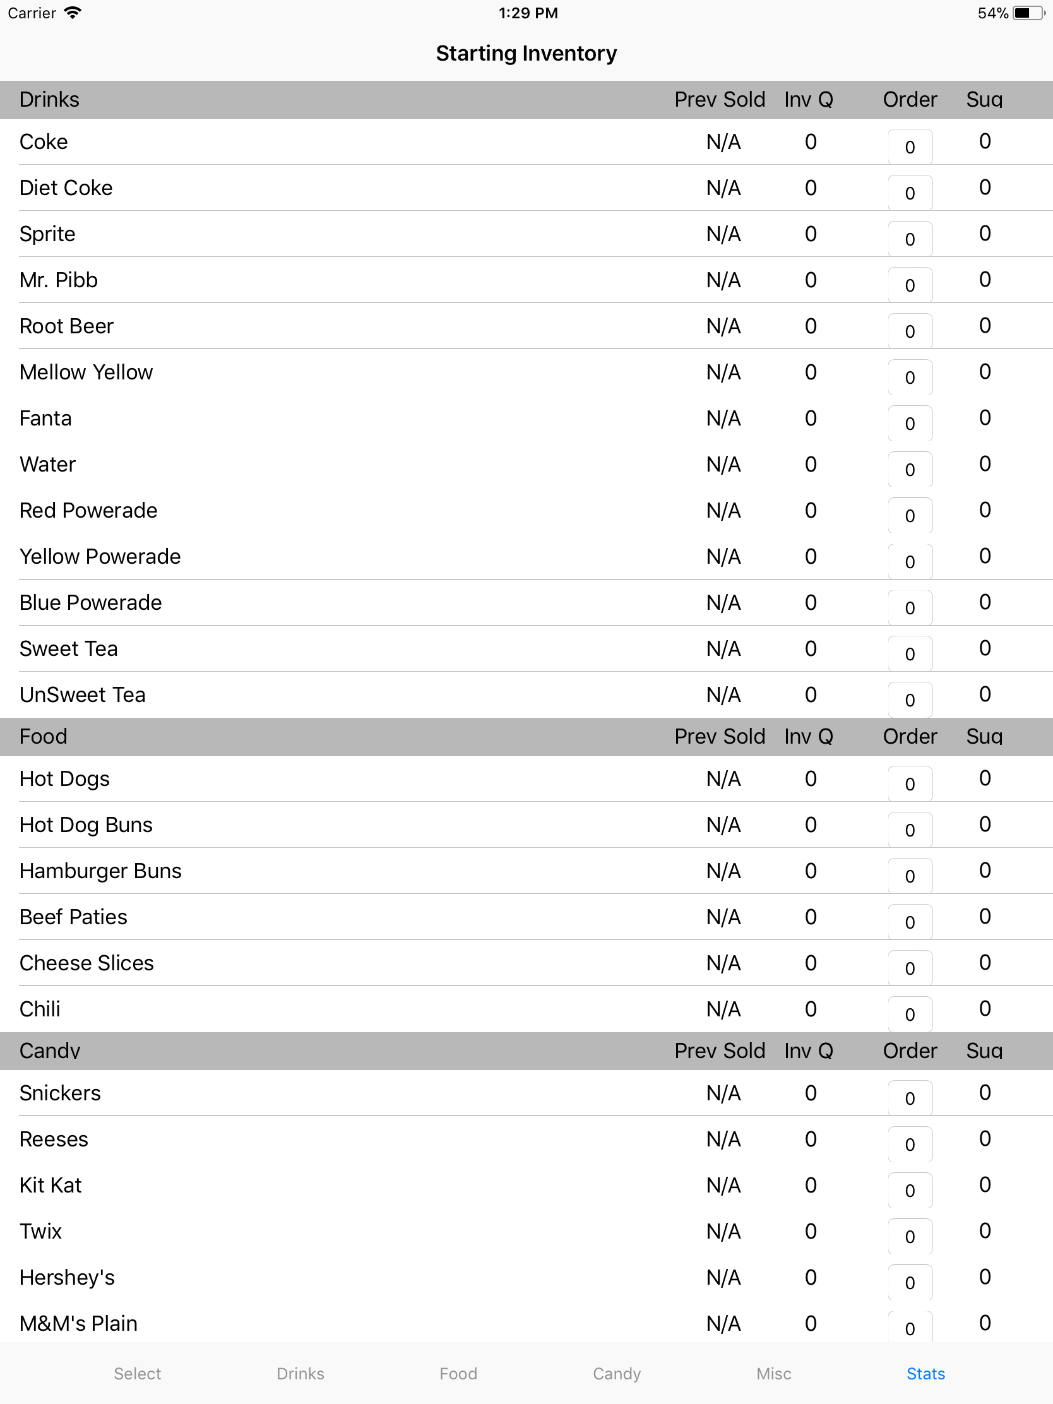 Carrier 1:29 PM 54%
Starting Inventory
Drinks Prev Sold Inv Q Order Sug
Coke N/A 0 0 0
Diet Coke N/A 0 0 0
Sprite N/A 0 0 0
Mr. Pibb N/A 0 0 0
Root Beer N/A 0 0 0
Mellow Yellow N/A 0 0 0
Fanta N/A 0 0 0
Water N/A 0 0 0
Red Powerade N/A 0 0 0
Yellow Powerade N/A 0 0 0
Blue Powerade N/A 0 0 0
Sweet Tea N/A 0 0 0
UnSweet Tea N/A 0 0 0
Food Prev Sold Inv Q Order Sug
Hot Dogs N/A 0 0 0
Hot Dog Buns N/A 0 0 0
Hamburger Buns N/A 0 0 0
Beef Paties N/A 0 0 0
Cheese Slices N/A 0 0 0
Chili N/A 0 0 0
Candy Prev Sold Inv Q Order Sug
Snickers N/A 0 0 0
Reeses N/A 0 0 0
Kit Kat N/A 0 0 0
Twix N/A 0 0 0
Hershey's N/A 0 0 0
M&M's Plain N/A 0 0 0
Select Drinks Food Candy Misc Stats